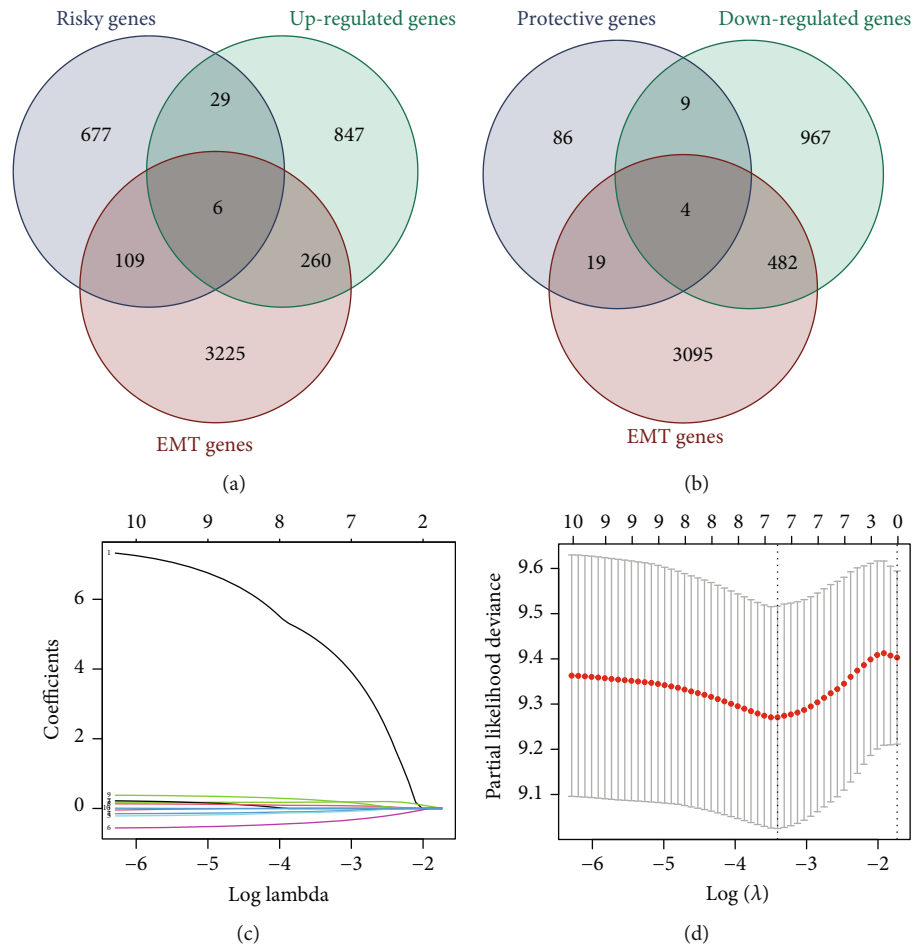 Risky genes Up-regulated genes
29
677 847
6
109 260
3225
EMT genes
(a)
Protective genes Down-regulated genes
9
86 967
4
19 482
3095
EMT genes
(b)
10 9 8 7 2
Coefficients
6
4
2
0
1
6
−6 −5 −4 −3 −2
Log lambda
(c)
10 9 9 9 8 8 8 7 7 7 7 3 0
Partial likelihood deviance
9.6
9.5
9.4
9.3
9.2
9.1
−6 −5 −4 −3 −2 −1
Log (λ)
(d)